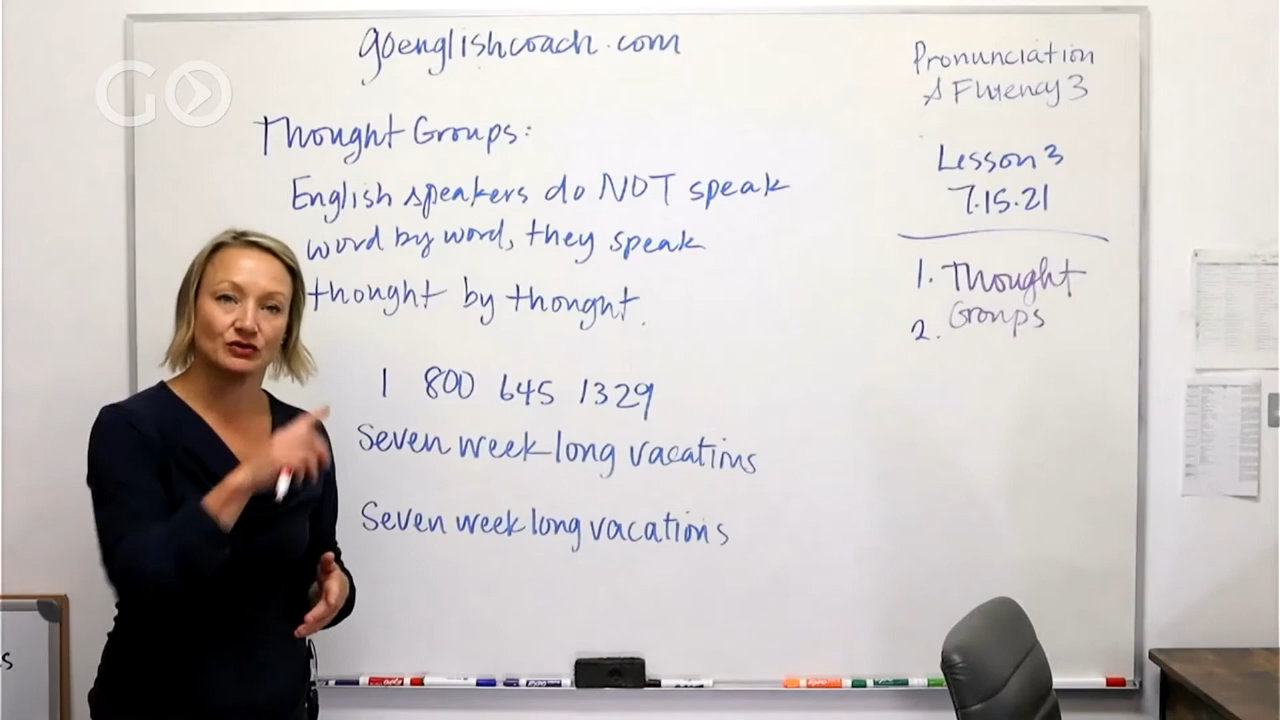 GO
goenglishcoach.com
Thought Groups:
English speakers do NOT speak
word by word, they speak
thought by thought.
1 800 645 1329
Seven week long vacations
Seven week long vacations
Pronunciation
& Fluency 3
Lesson 3
7.15.21
1. Thought
Groups
2.